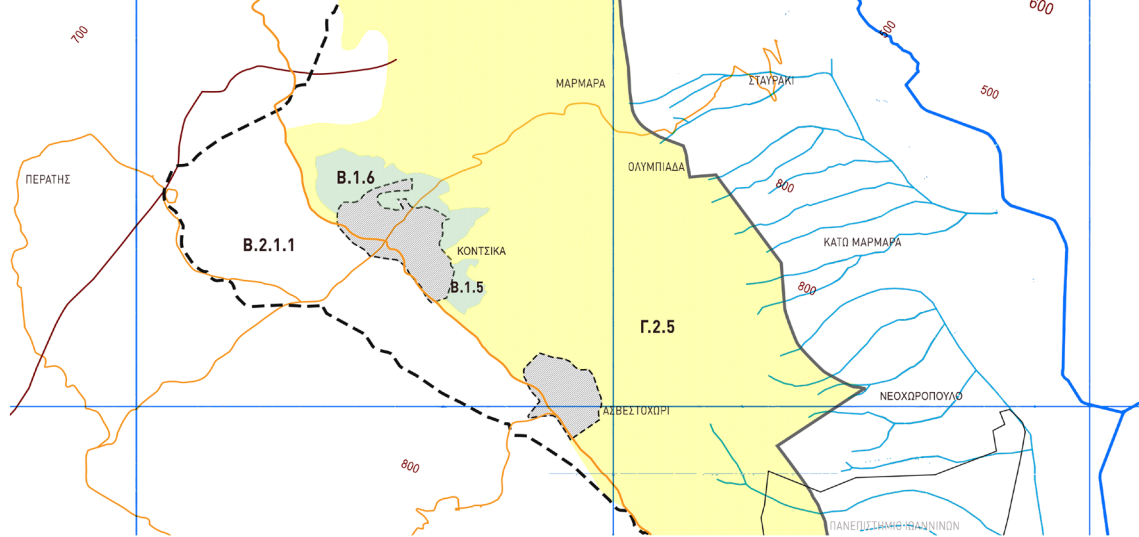 600
700
500
ΜΑΡΜΑΡΑ
ΣΤΑΥΡΑΚΙ
500
ΟΛΥΜΠΙΑΔΑ
Β.1.6
ΠΕΡΑΤΗΣ
800
Β.2.1.1
ΚΑΤΩ ΜΑΡΜΑΡΑ
ΚΟΝΤΣΙΚΑ
Β.1.5
800
Γ.2.5
ΝΕΟΧΩΡΟΠΟΥΛΟ
ΑΣΒΕΣΤΟΧΩΡΙ
800
ΠΑΝΕΠΙΣΤΗΜΙΟ ΙΩΑΝΝΙΝΩΝ